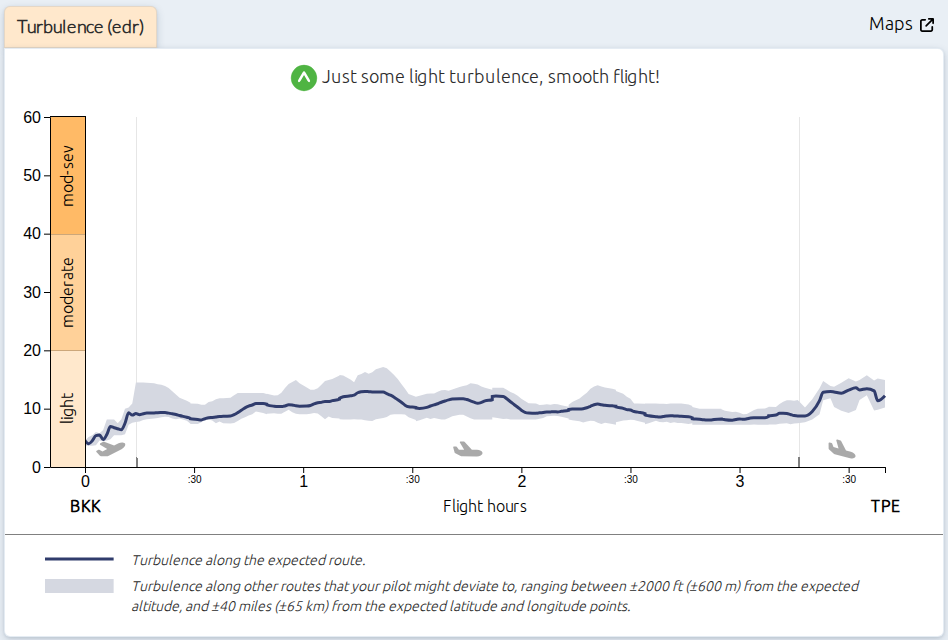 Turbulence (edr)
Maps
Just some light turbulence, smooth flight!
60
50
40
30
20
10
0
mod-sev
moderate
light
0 :30 1 :30 2 :30 3 :30
BKK Flight hours TPE
Turbulence along the expected route.
Turbulence along other routes that your pilot might deviate to, ranging between ±2000 ft (±600 m) from the expected
altitude, and ±40 miles (±65 km) from the expected latitude and longitude points.